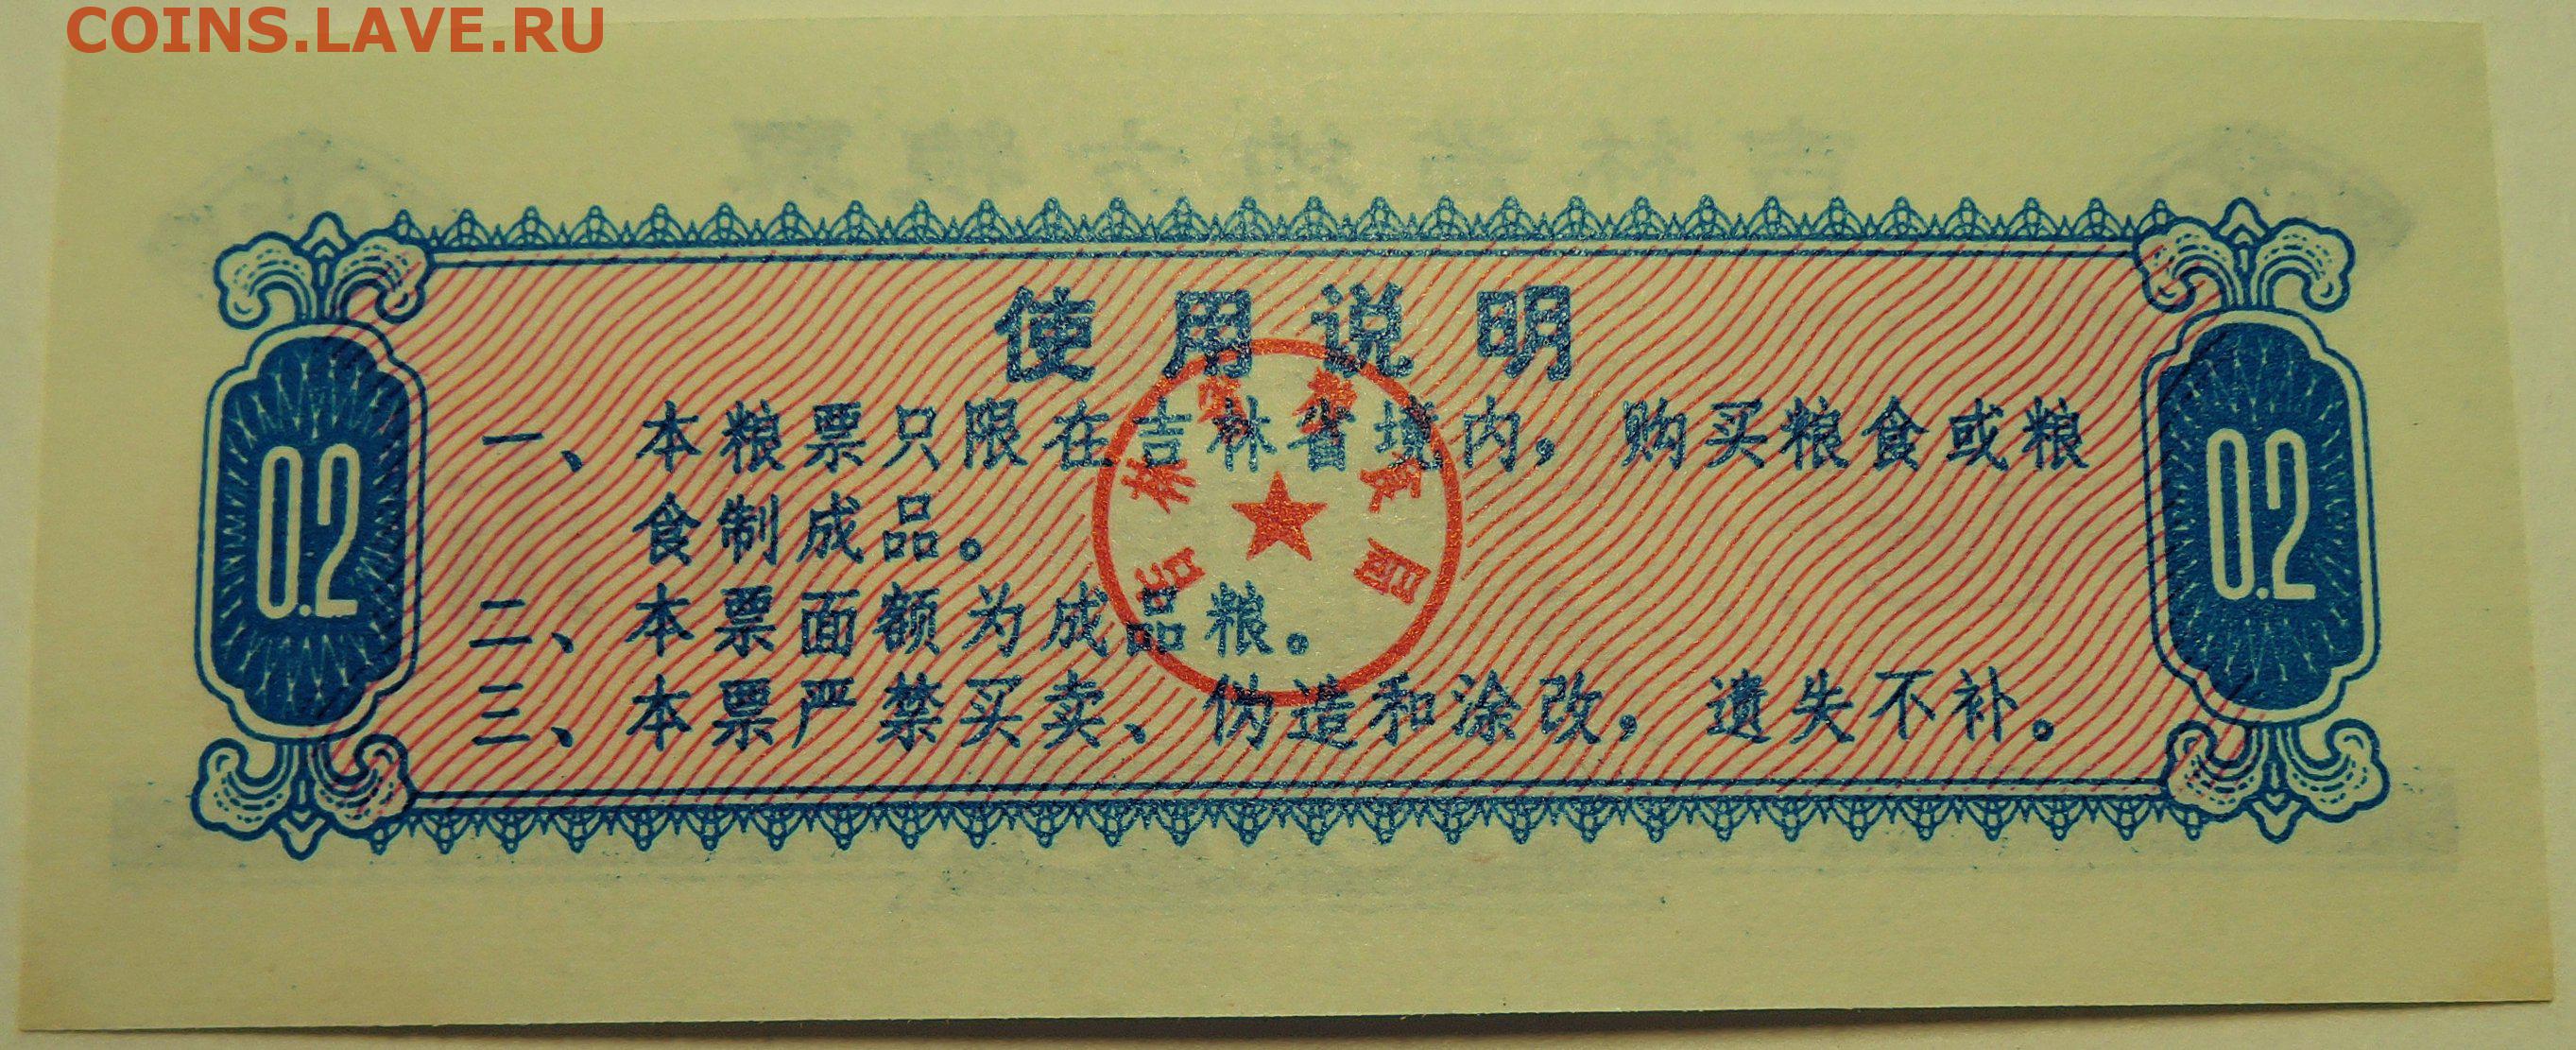 COINS.LAVE.RU
使用说明
一、本粮票只限在吉林省境内，购买粮食或粮
食制成品。
二、本票面额为成品粮。
三、本票严禁买卖、伪造和涂改，遗失不补。
0.2
0.2